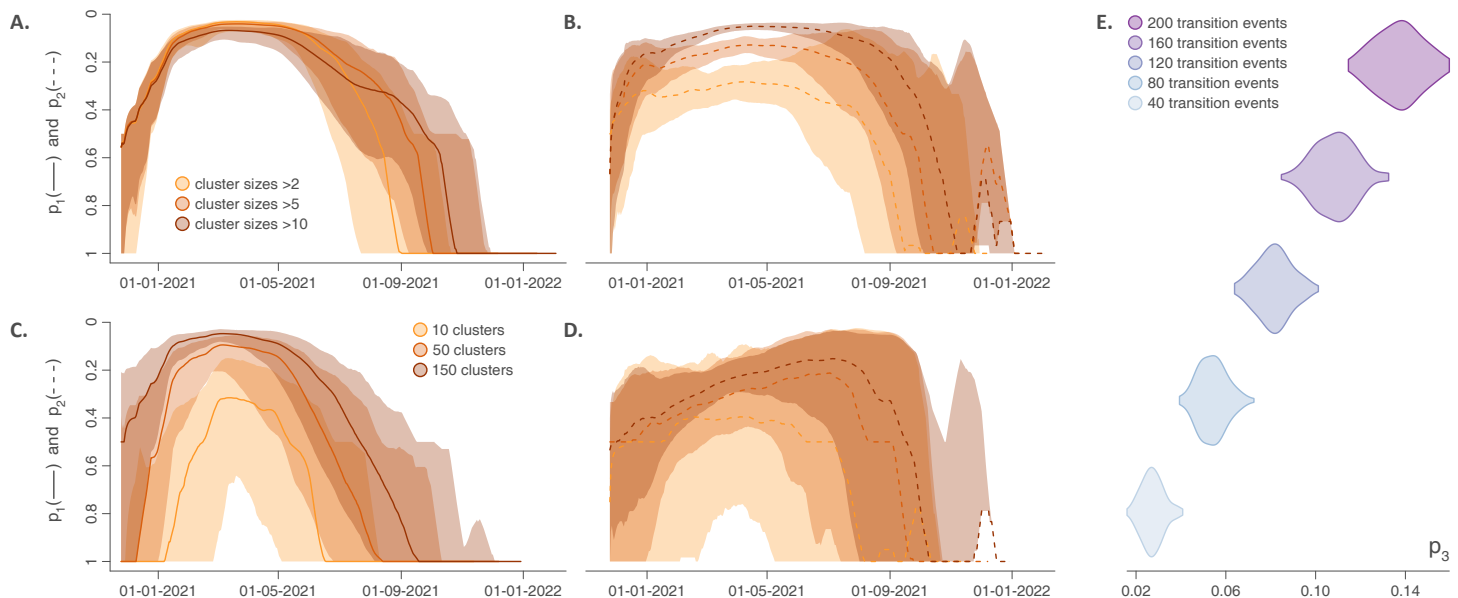 A.
p1(—) and p2(- - -)
0
0.2
0.4
0.6
0.8
1
cluster sizes >2
cluster sizes >5
cluster sizes >10
01-01-2021
01-05-2021
01-09-2021
01-01-2022
B.
01-01-2021
01-05-2021
01-09-2021
01-01-2022
C.
p1(—) and p2(- - -)
0
0.2
0.4
0.6
0.8
1
10 clusters
50 clusters
150 clusters
01-01-2021
01-05-2021
01-09-2021
01-01-2022
D.
01-01-2021
01-05-2021
01-09-2021
01-01-2022
E.
200 transition events
160 transition events
120 transition events
80 transition events
40 transition events
p3
0.02
0.06
0.10
0.14